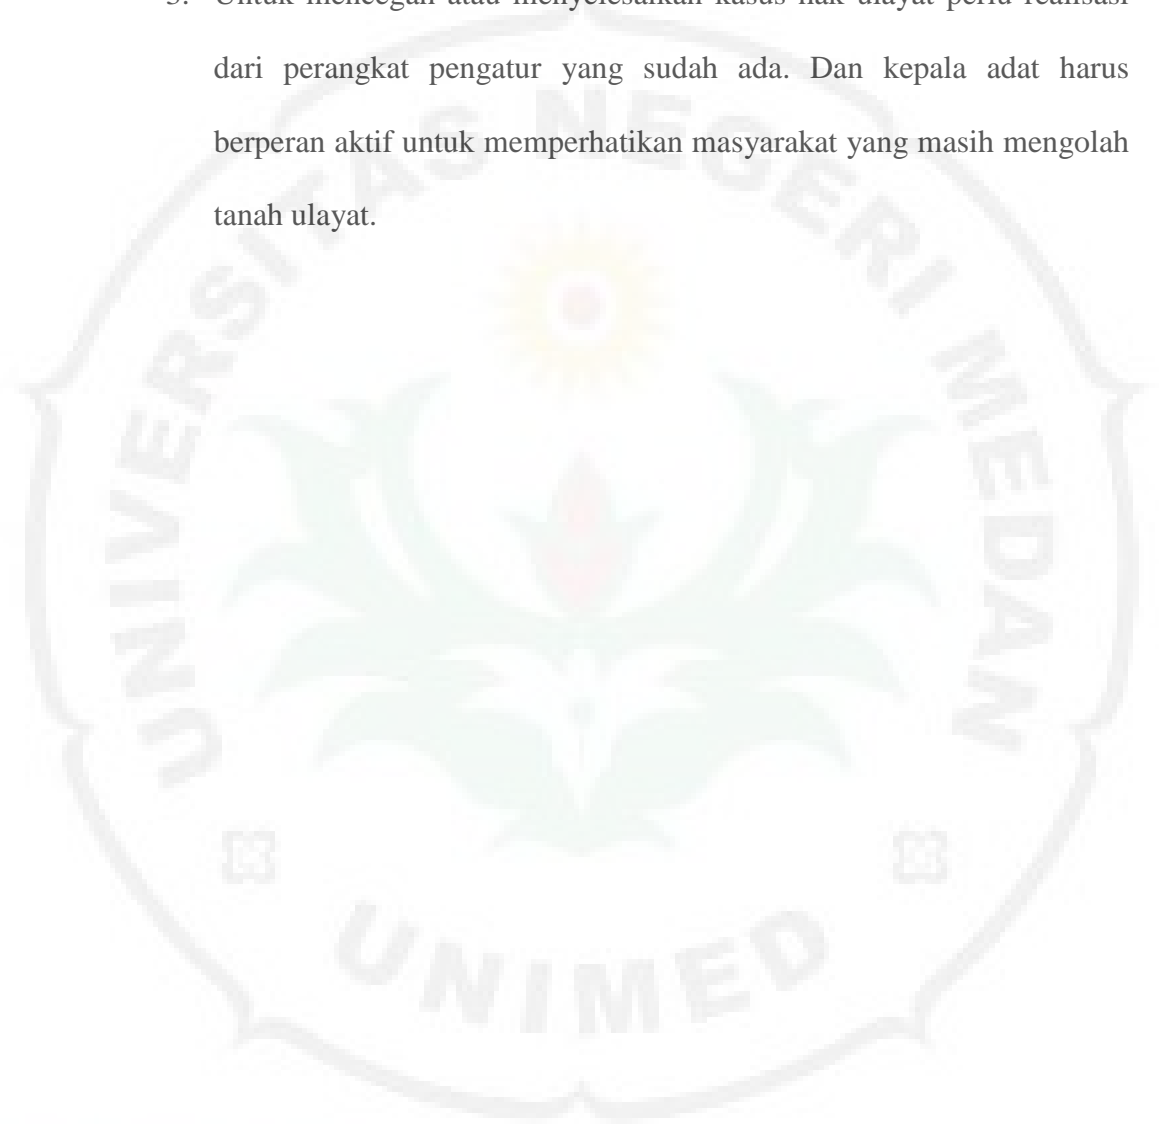 Untuk mencegah atau menyelesaikan kasus hak ulayat perlu realisasi
dari perangkat pengatur yang sudah ada. Dan kepala adat harus
berperan aktif untuk memperhatikan masyarakat yang masih mengolah
tanah ulayat.
UNIVERSITAS NEGERI MEDAN
UNIMED